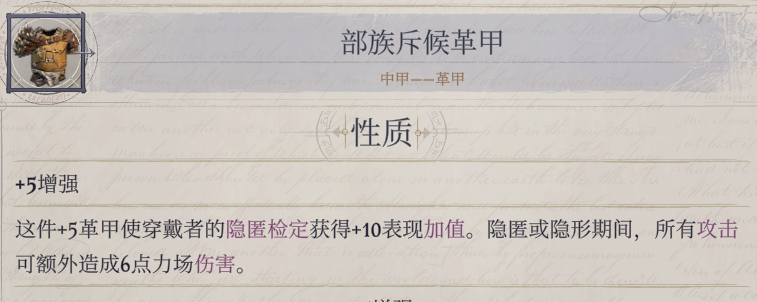 部族斥候革甲
中甲——革甲
性质
+5增强
这件+5革甲使穿戴者的隐匿检定获得+10表现加值。隐匿或隐形期间，所有攻击
可额外造成6点力场伤害。